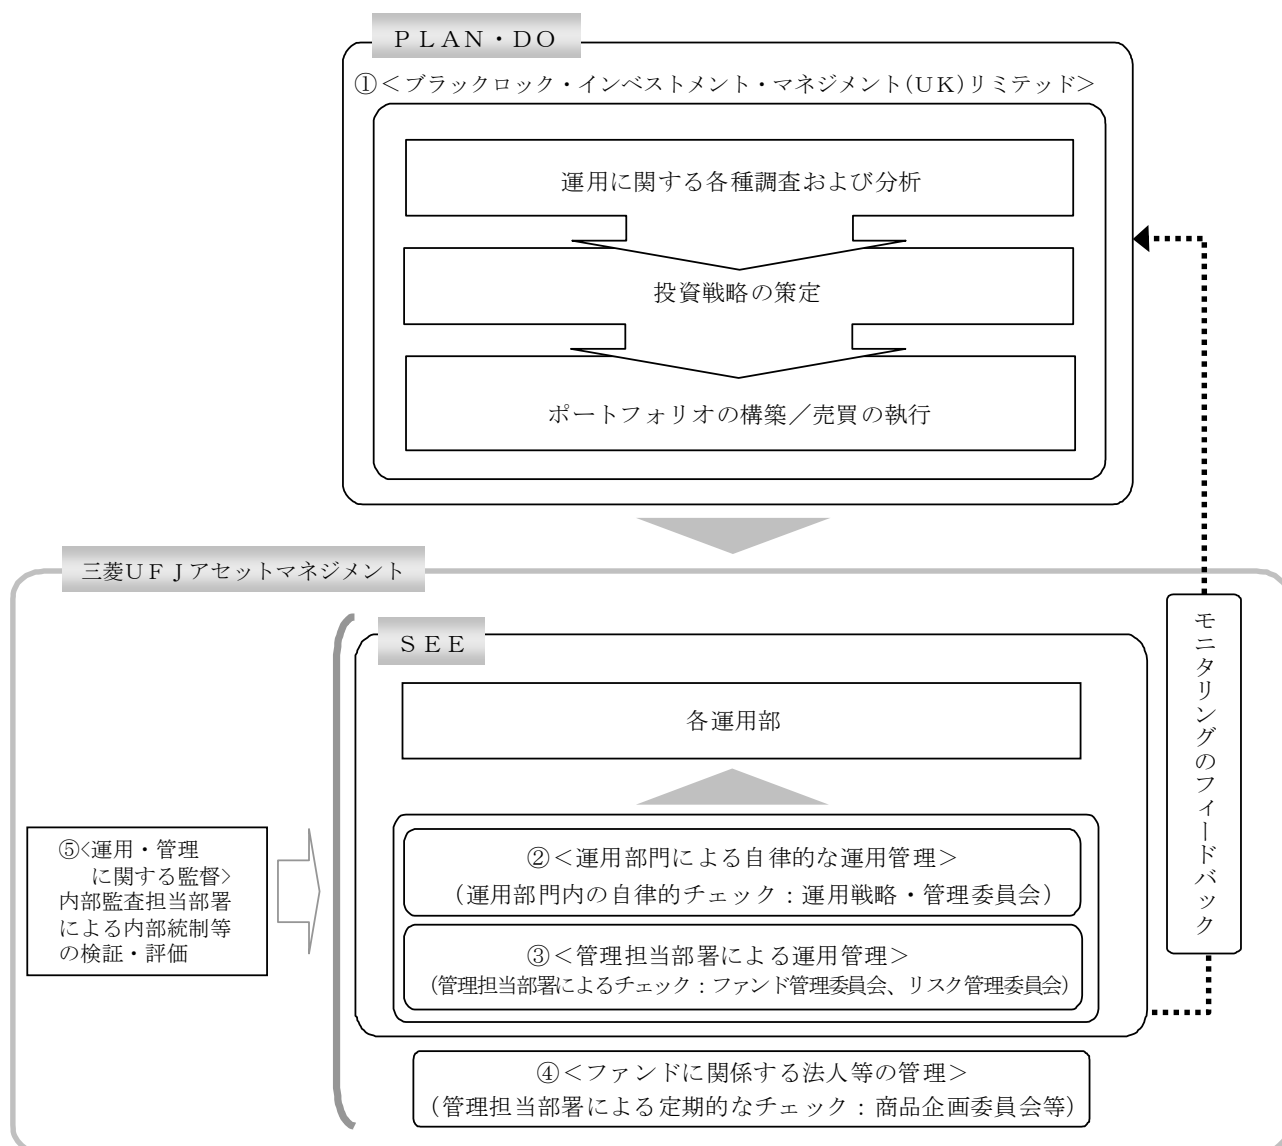 ＰＬＡＮ・ＤＯ
①＜ブラックロック・インベストメント・マネジメント(ＵＫ)リミテッド＞
運用に関する各種調査および分析
投資戦略の策定
ポートフォリオの構築／売買の執行
三菱ＵＦＪアセットマネジメント
ＳＥＥ
各運用部
②＜運用部門による自律的な運用管理＞
（運用部門内の自律的チェック：運用戦略・管理委員会）
③＜管理担当部署による運用管理＞
（管理担当部署によるチェック：ファンド管理委員会、リスク管理委員会）
④＜ファンドに関係する法人等の管理＞
（管理担当部署による定期的なチェック：商品企画委員会等）
⑤<運用・管理
に関する監督>
内部監査担当部署
による内部統制等
の検証・評価
モニタリングのフィードバック